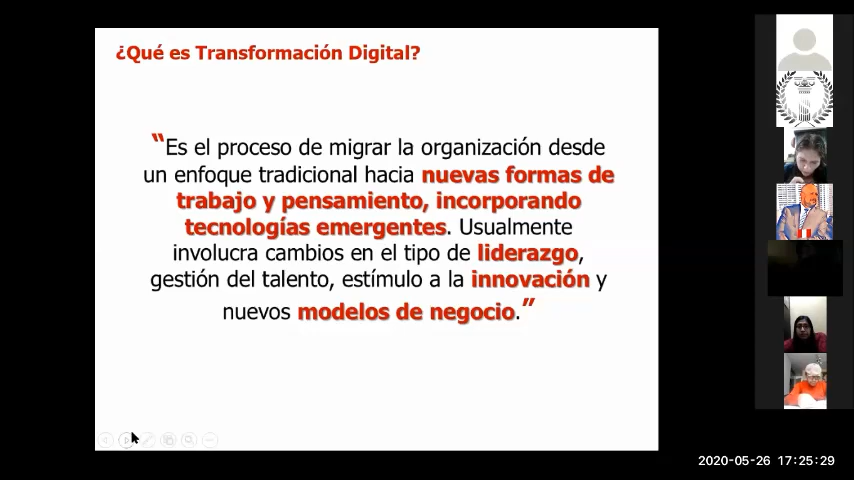 ¿Qué es Transformación Digital?
“Es el proceso de migrar la organización desde
un enfoque tradicional hacia nuevas formas de
trabajo y pensamiento, incorporando
tecnologías emergentes. Usualmente
involucra cambios en el tipo de liderazgo,
gestión del talento, estímulo a la innovación y
nuevos modelos de negocio.”
2020-05-26 17:25:29